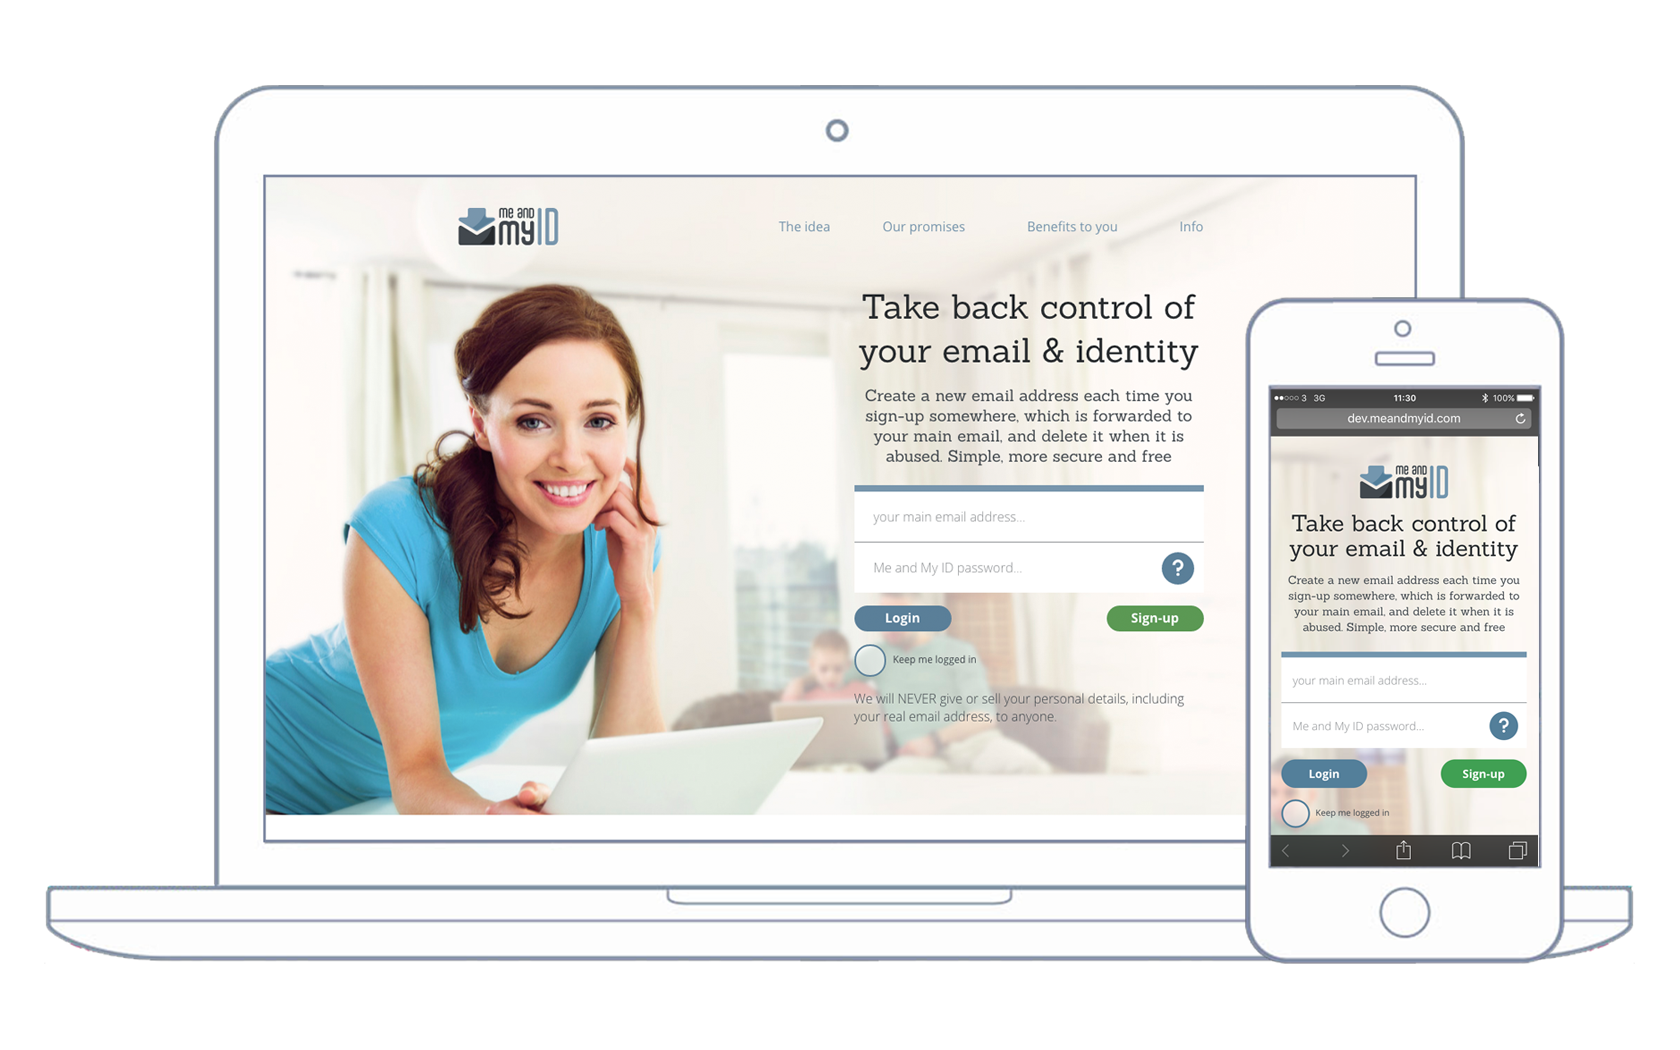 me and
myID
The idea
Our promises
Benefits to you
Info
Take back control of
your email & identity
Create a new email address each time you
sign-up somewhere, which is forwarded to
your main email, and delete it when it is
abused. Simple, more secure and free
your main email address...
Me and My ID password...
?
Login
Sign-up
Keep me logged in
We will NEVER give or sell your personal details, including
your real email address, to anyone.
3 3G
11:30
100%
dev.meandmyid.com
me and
myID
Take back control of
your email & identity
Create a new email address each time you
sign-up somewhere, which is forwarded to
your main email, and delete it when it is
abused. Simple, more secure and free
your main email address...
Me and My ID password...
?
Login
Sign-up
Keep me logged in